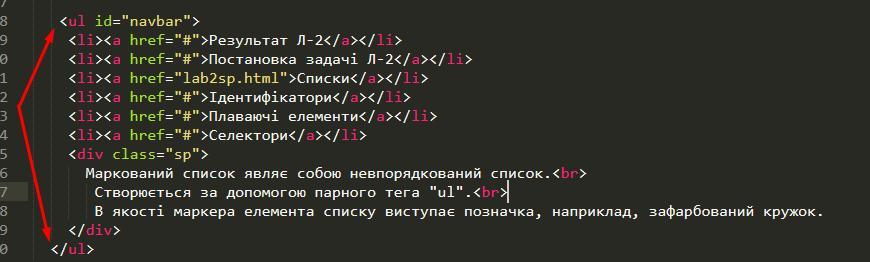 8 <ul id="navbar">
9 <li><a href="#">Результат Л-2</a></li>
0 <li><a href="#">Постановка задачі Л-2</a></li>
1 <li><a href="lab2sp.html">Списки</a></li>
2 <li><a href="#">Ідентифікатори</a></li>
3 <li><a href="#">Плаваючі елементи</a></li>
4 <li><a href="#">Селектори</a></li>
5 <div class="sp">
6 Маркований список являє собою невпорядкований список.<br>
7 Створюється за допомогою парного тега "ul".<br>
8 В якості маркера елемента списку виступає позначка, наприклад, зафарбований кружок.
9 </div>
0 </ul>